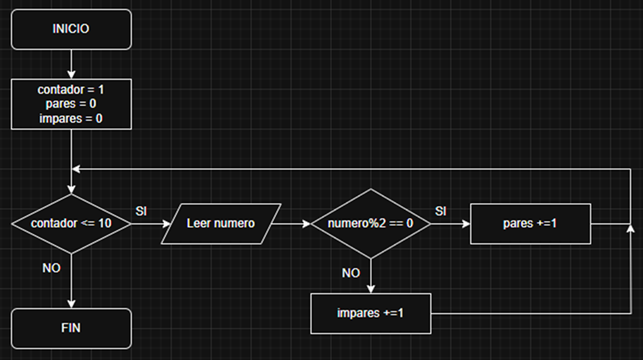 INICIO
contador = 1
pares = 0
impares = 0
contador <= 10
SI
Leer numero
numero%2 == 0
SI
pares +=1
NO
NO
impares +=1
FIN